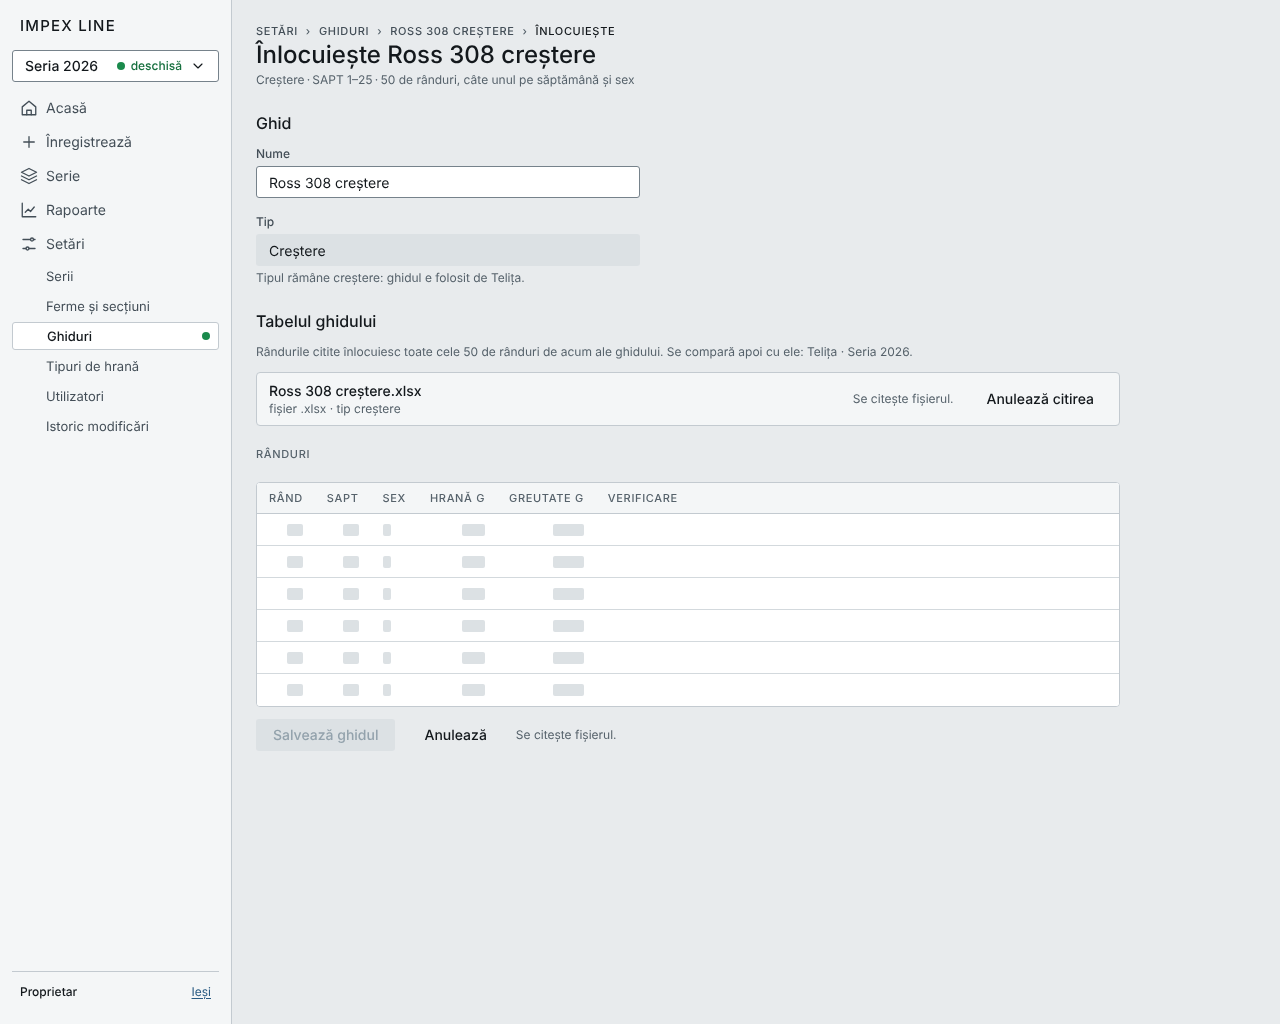 IMPEX LINE
Seria 2026 deschisă
Acasă
Înregistrează
Serie
Rapoarte
Setări
Serii
Ferme și secțiuni
Ghiduri
Tipuri de hrană
Utilizatori
Istoric modificări
Proprietar Ieși
SETĂRI › GHIDURI › ROSS 308 CREȘTERE › ÎNLOCUIEȘTE
Înlocuiește Ross 308 creștere
Creștere · SAPT 1–25 · 50 de rânduri, câte unul pe săptămână și sex
Ghid
Nume
Ross 308 creștere
Tip
Creștere
Tipul rămâne creștere: ghidul e folosit de Telița.
Tabelul ghidului
Rândurile citite înlocuiesc toate cele 50 de rânduri de acum ale ghidului. Se compară apoi cu ele: Telița · Seria 2026.
Ross 308 creștere.xlsx
fișier .xlsx · tip creștere
Se citește fișierul. Anulează citirea
RÂNDURI
RÂND SAPT SEX HRANĂ G GREUTATE G VERIFICARE
Salvează ghidul Anulează Se citește fișierul.